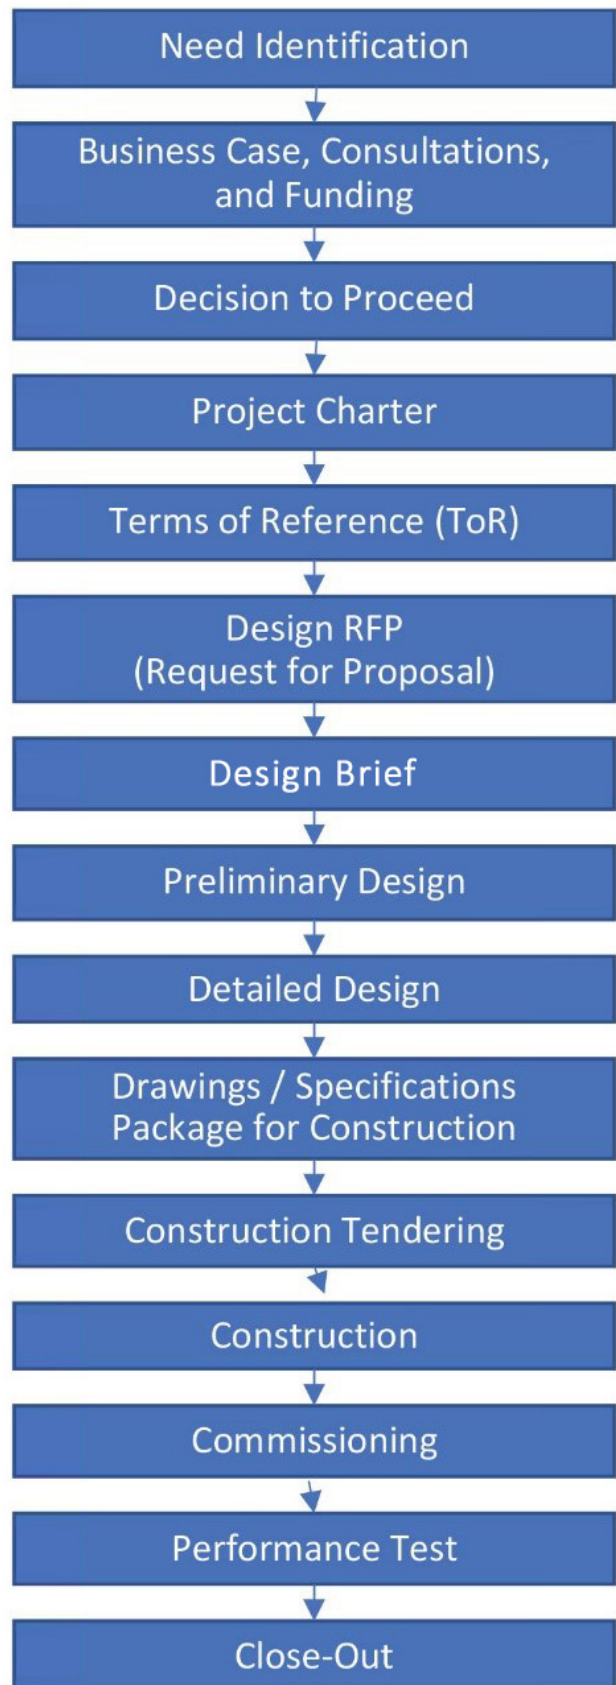 Need Identification
Business Case, Consultations,
and Funding
Decision to Proceed
Project Charter
Terms of Reference (ToR)
Design RFP
(Request for Proposal)
Design Brief
Preliminary Design
Detailed Design
Drawings / Specifications
Package for Construction
Construction Tendering
Construction
Commissioning
Performance Test
Close-Out